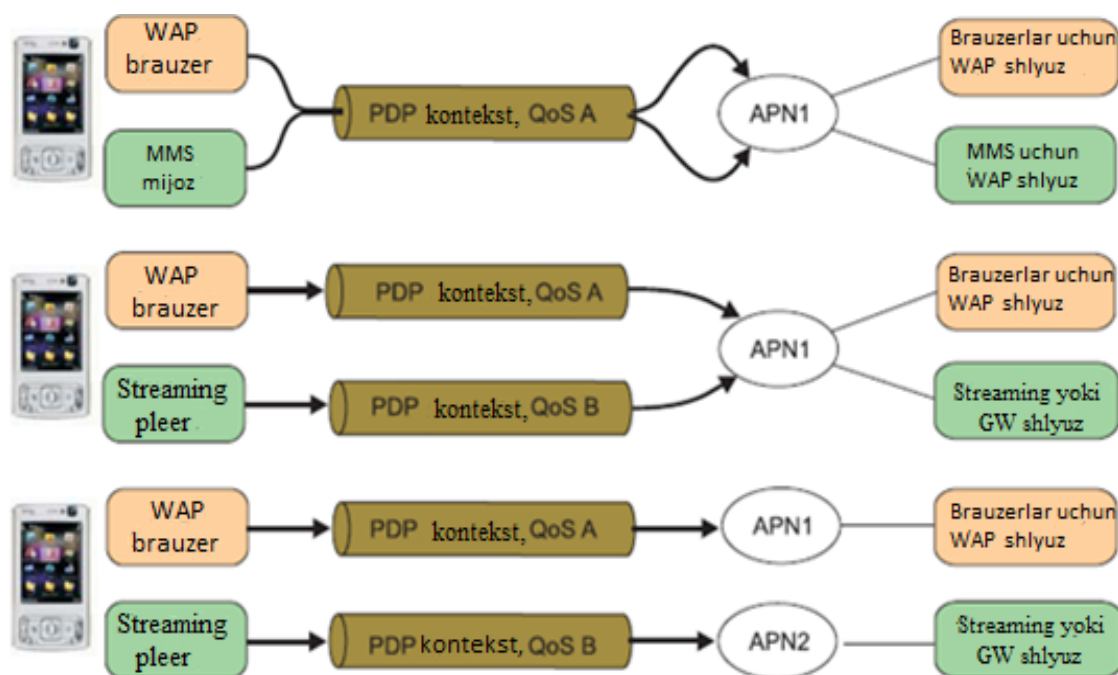 WAP
brauzer
PDP kontekst, QoS A
APN1
Brauzerlar uchun
WAP shlyuz
MMS
mijoz
MMS uchun
WAP shlyuz
WAP
brauzer
PDP kontekst, QoS A
APN1
Brauzerlar uchun
WAP shlyuz
Streaming
pleer
PDP kontekst, QoS B
Streaming yoki
GW shlyuz
WAP
brauzer
PDP kontekst, QoS A
APN1
Brauzerlar uchun
WAP shlyuz
Streaming
pleer
PDP kontekst, QoS B
APN2
Streaming yoki
GW shlyuz